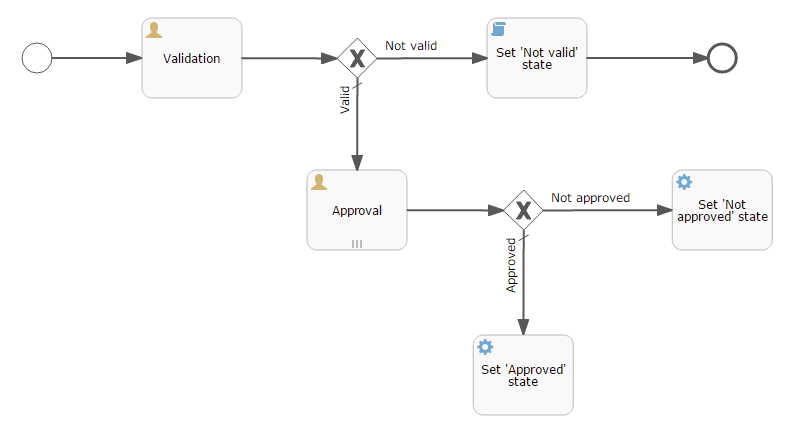 Not valid
Validation
Set 'Not valid'
state
Valid
Not approved
Approval
Set 'Not
approved' state
Approved
Set 'Approved'
state